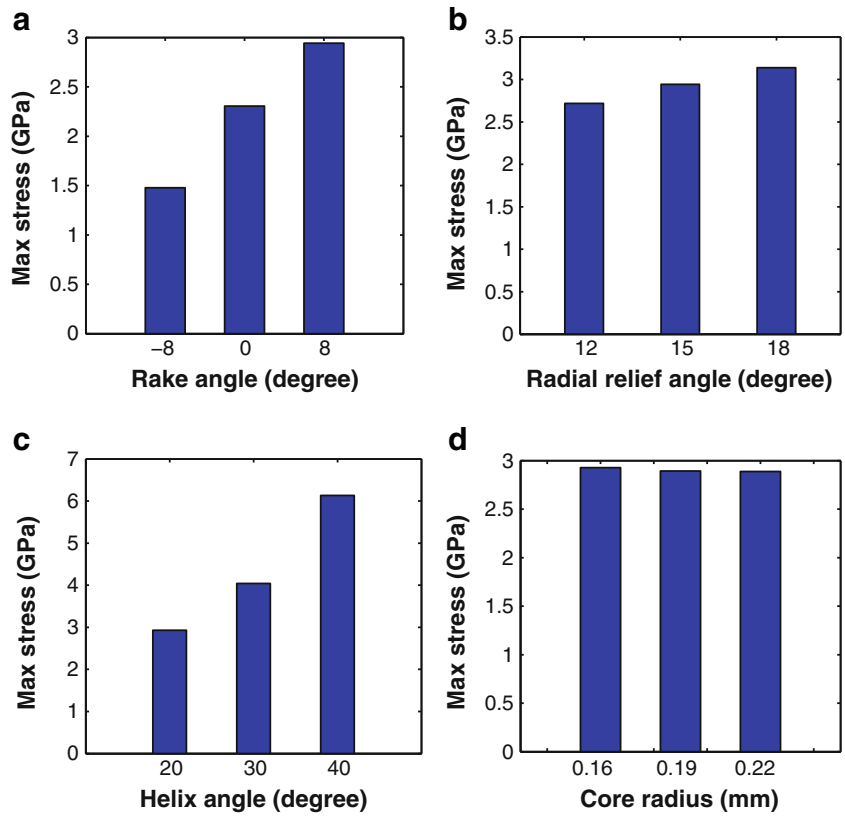 a
3
2.5
2
1.5
1
0.5
0
Max stress (GPa)
−8 0 8
Rake angle (degree)
b
3.5
3
2.5
2
1.5
1
0.5
0
Max stress (GPa)
12 15 18
Radial relief angle (degree)
c
7
6
5
4
3
2
1
0
Max stress (GPa)
20 30 40
Helix angle (degree)
d
3
2.5
2
1.5
1
0.5
0
Max stress (GPa)
0.16 0.19 0.22
Core radius (mm)